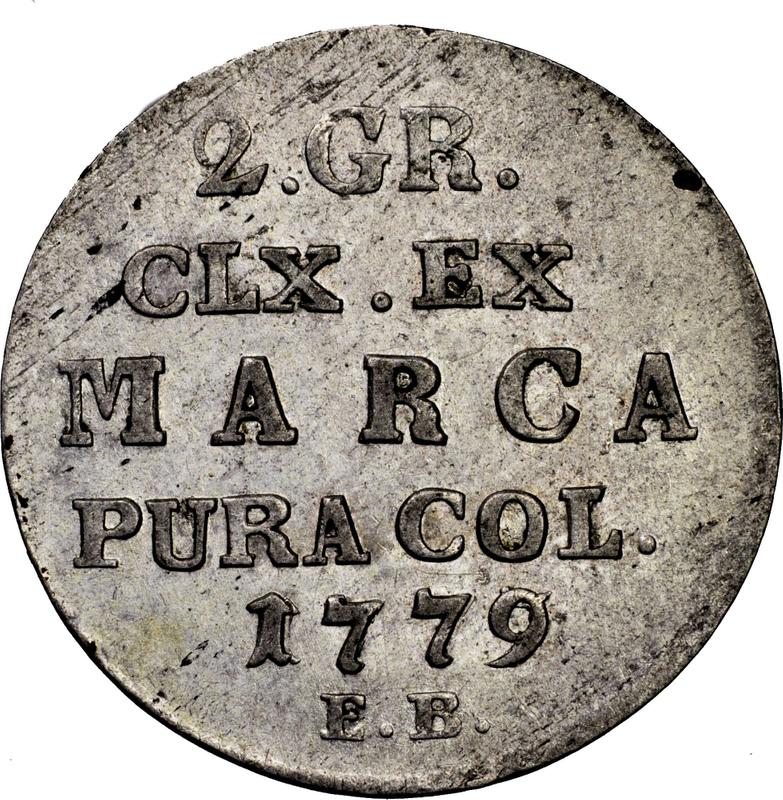 2.GR.
CLX.EX
MARCA
PURA COL.
1779
E.B.